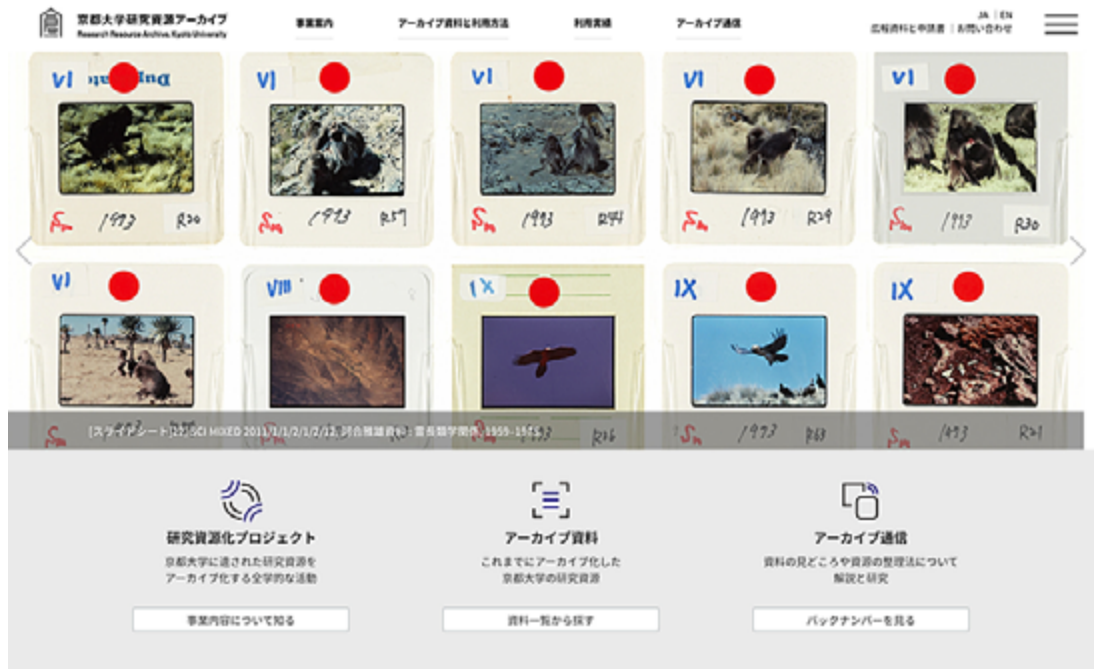 京都大学研究資源アーカイブ
Research Resource Archive, Kyoto University
事業案内
アーカイブ資料と利用方法
利用実績
アーカイブ通信
JA | EN
広報資料と申請書 | お問い合わせ
VI Duplicate
VI
VI
VI
VI
1973 R20
1973 R57
1973 R44
1973 R29
1973 R30
VI
VIII
IX
IX
IX
1973 R68
1973 R21
研究資源化プロジェクト
京都大学に遺された研究資源を
アーカイブ化する全学的な活動
事業内容について知る
アーカイブ資料
これまでにアーカイブ化した
京都大学の研究資源
資料一覧から探す
アーカイブ通信
資料の見どころや資源の整理法について
解説と研究
バックナンバーを見る